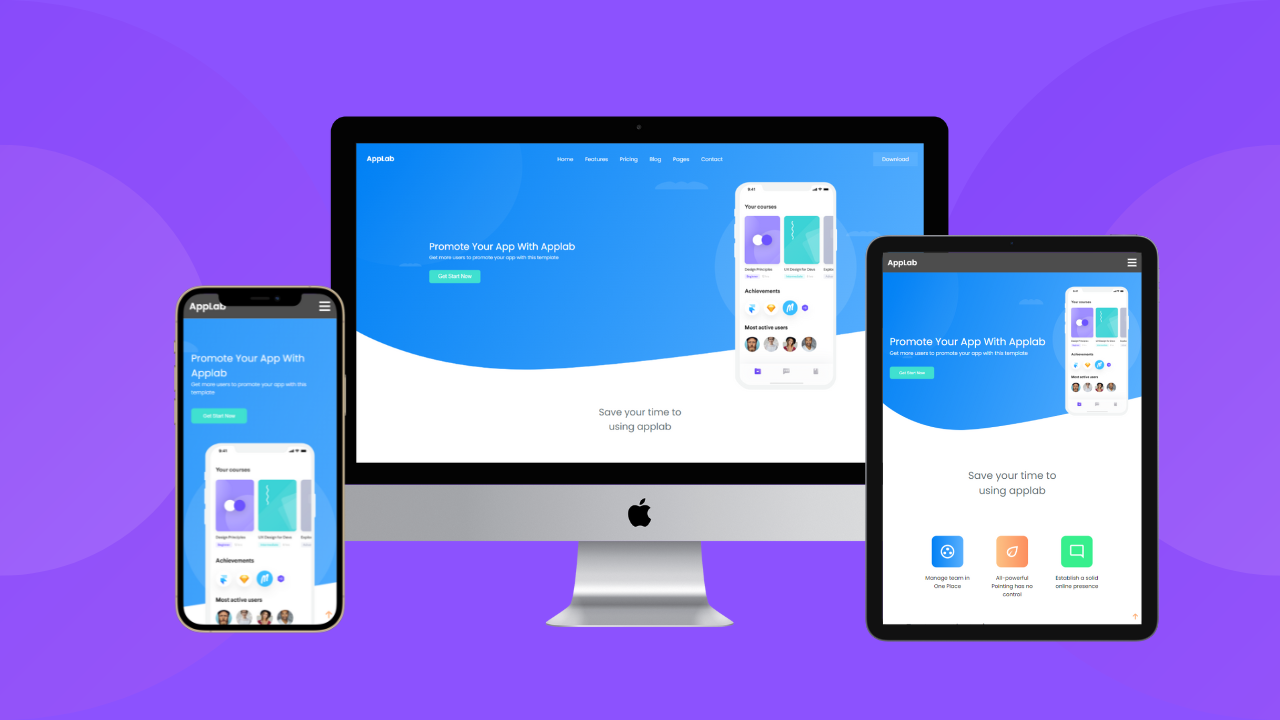 AppLab
Home Features Pricing Blog Pages Contact
Download
Promote Your App With Applab
Get more users to promote your app with this template
Get Start Now
9:41
Your courses
Design Principles
UX Design for Devs
Beginner
Achievements
Most active users
Save your time to
using applab
AppLab
Promote Your App With
Applab
Get more users to promote your app with this
template
Get Start Now
9:41
Your courses
Design Principles
UX Design for Devs
Beginner
Achievements
Most active users
AppLab
Promote Your App With Applab
Get more users to promote your app with this template
Get Start Now
Your courses
Achievements
Most active users
Save your time to
using applab
Manage team in
One Place
All-powerful
Pointing has no
control
Establish a solid
online presence